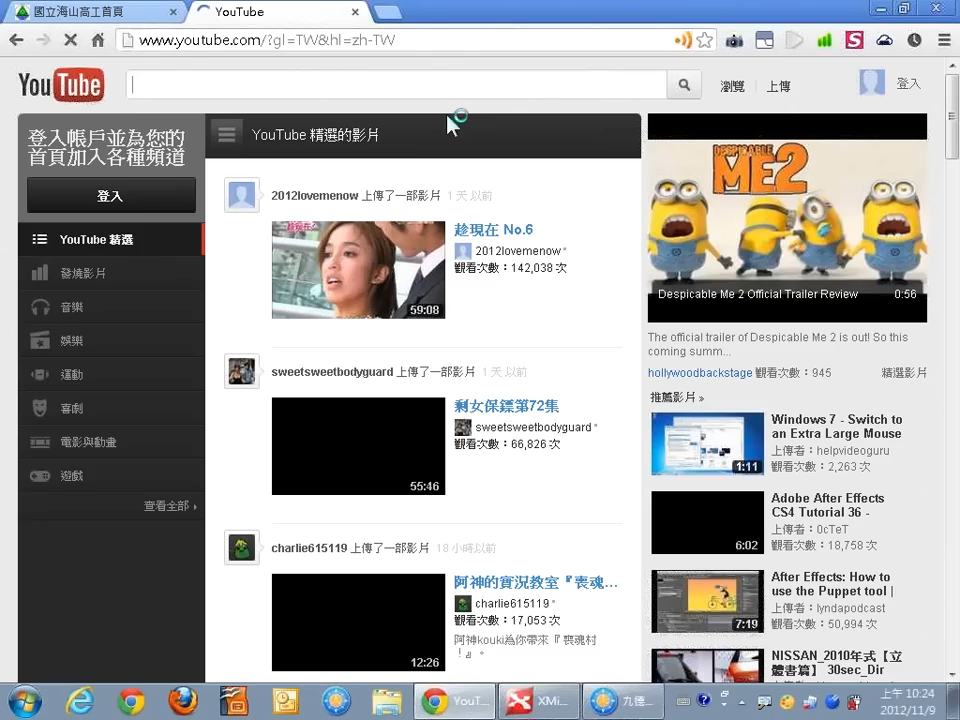 國立海山高工首頁
YouTube
www.youtube.com/?gl=TW&hl=zh-TW
YouTube
瀏覽
上傳
登入
登入帳戶並為您的
首頁加入各種頻道
登入
YouTube 精選
發燒影片
音樂
娛樂
運動
喜劇
電影與動畫
遊戲
查看全部
YouTube 精選的影片
2012lovemenow 上傳了一部影片 1 天 以前
59:08
趁現在 No.6
2012lovemenow
觀看次數：142,038 次
sweetsweetbodyguard 上傳了一部影片 1 天 以前
55:46
剩女保鏢第72集
sweetsweetbodyguard
觀看次數：66,826 次
charlie615119 上傳了一部影片 18 小時以前
12:26
阿神的實況教室『喪魂...
charlie615119
觀看次數：17,053 次
阿神kouki為你帶來『 喪魂村
！』。
DESPICABLE
ME2
Despicable Me 2 Official Trailer Review 0:56
The official trailer of Despicable Me 2 is out! So this
coming summ...
hollywoodbackstage 觀看次數：945 精選影片
推薦影片 »
1:11
Windows 7 - Switch to
an Extra Large Mouse
上傳者：helpvideoguru
觀看次數：2,263 次
6:02
Adobe After Effects
CS4 Tutorial 36 -
上傳者：0cTeT
觀看次數：18,758 次
7:19
After Effects: How to
use the Puppet tool |
上傳者：lyndapodcast
觀看次數：50,994 次
NISSAN_2010年式【立
體書篇】 30sec_Dir
YouT...
XMi...
九德...
上午 10:24
2012/11/9